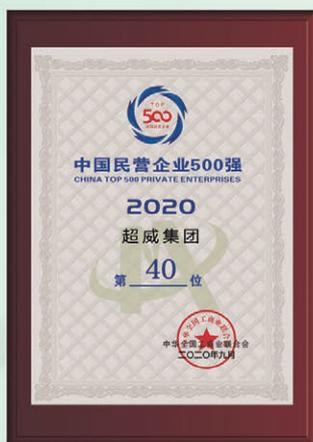 TOP
500
中国民营企业500强
CHINA TOP 500 PRIVATE ENTERPRISES
2020
超威集团
第 40 位
中华全国工商业联合会
二〇二〇年九月